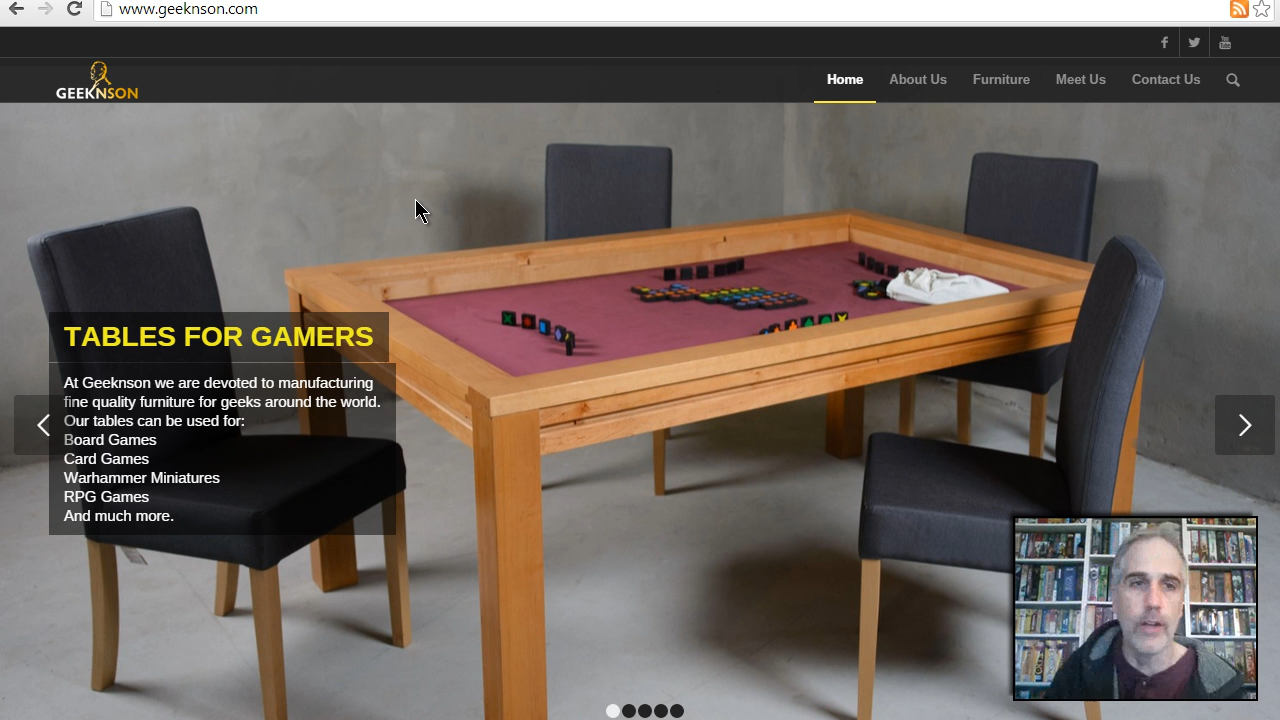 www.geeknson.com
GEEKNSON
Home About Us Furniture Meet Us Contact Us
TABLES FOR GAMERS
At Geeknson we are devoted to manufacturing
fine quality furniture for geeks around the world.
Our tables can be used for:
Board Games
Card Games
Warhammer Miniatures
RPG Games
And much more.